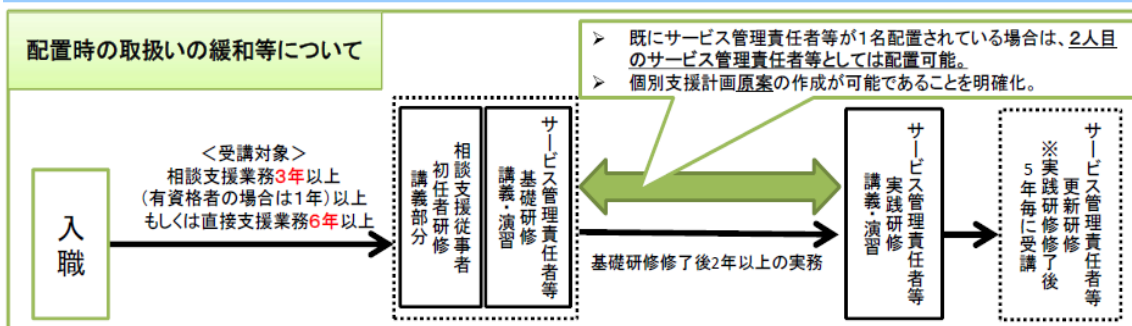 配置時の取扱いの緩和等について
➢ 既にサービス管理責任者等が1名配置されている場合は、２人目
のサービス管理責任者等としては配置可能。
➢ 個別支援計画原案の作成が可能であることを明確化。
入職
＜受講対象＞
相談支援業務3年以上
(有資格者の場合は1年)以上
もしくは直接支援業務6年以上
相談支援従事者
初任者研修
講義部分
サービス管理責任者等
基礎研修
講義・演習
基礎研修修了後2年以上の実務
サービス管理責任者等
実践研修
講義・演習
サービス管理責任者等
更新研修
※実践研修修了後
5年毎に受講